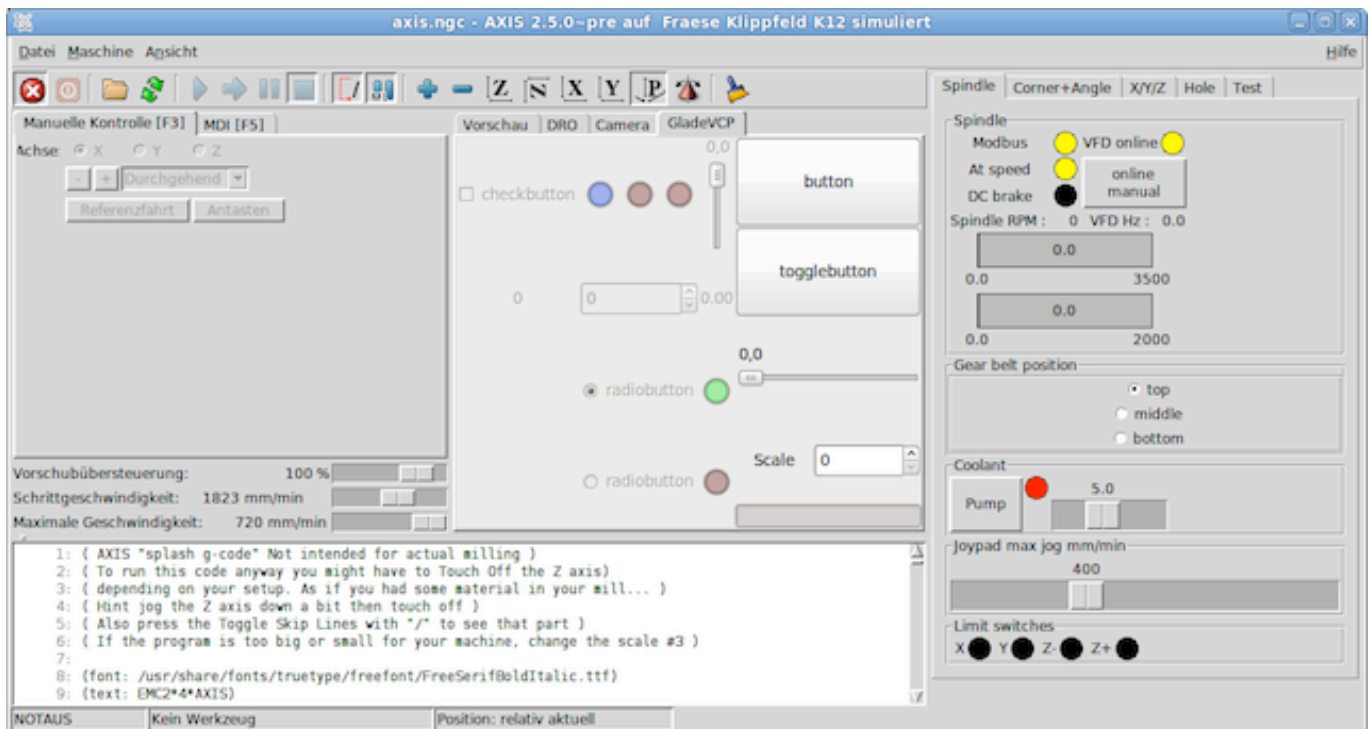 axis.ngc - AXIS 2.5.0~pre auf Fraese Klippfeld K12 simuliert
Datei Maschine Ansicht Hilfe
Z N X Y P
Manuelle Kontrolle [F3] MDI [F5]
Achse: X Y Z
- + Durchgehend
Referenzfahrt Antasten
Vorschubübersteuerung: 100 %
Schrittgeschwindigkeit: 1823 mm/min
Maximale Geschwindigkeit: 720 mm/min
Vorschau DRO Camera GladeVCP
0,0
checkbutton
button
togglebutton
0 0 0.00
0,0
radiobutton
Scale 0
radiobutton
Spindle Corner+Angle X/Y/Z Hole Test
Spindle
Modbus VFD online
At speed
online
manual
DC brake
Spindle RPM : 0 VFD Hz : 0.0
0.0
0.0 3500
0.0
0.0 2000
Gear belt position
top
middle
bottom
Coolant
Pump
5.0
Joypad max jog mm/min
400
Limit switches
X Y Z- Z+
1: ( AXIS "splash g-code" Not intended for actual milling )
2: ( To run this code anyway you might have to Touch Off the Z axis)
3: ( depending on your setup. As if you had some material in your mill... )
4: ( Hint jog the Z axis down a bit then touch off )
5: ( Also press the Toggle Skip Lines with "/" to see that part )
6: ( If the program is too big or small for your machine, change the scale #3 )
7:
8: (font: /usr/share/fonts/truetype/freefont/FreeSerifBoldItalic.ttf)
9: (text: EMC2*4*AXIS)
NOTAUS Kein Werkzeug Position: relativ aktuell